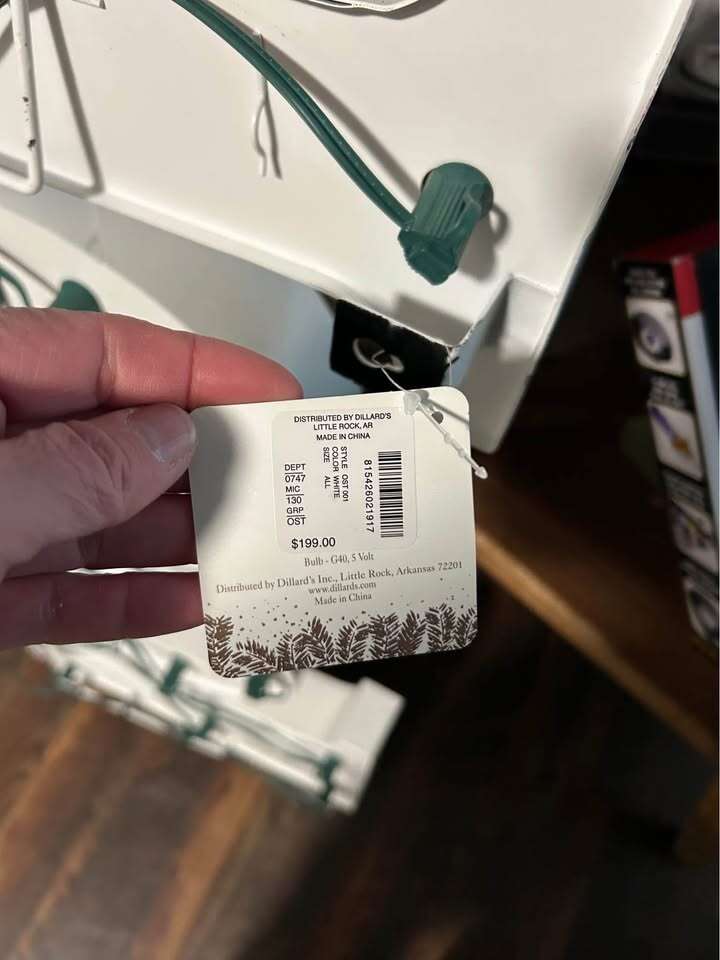 DISTRIBUTED BY DILLARD'S
LITTLE ROCK, AR
MADE IN CHINA
DEPT
0747
MIC
130
GRP
OST
STYLE OST 001
COLOR WHITE
SIZE ALL
815426021917
$199.00
Bulb - G40, 5 Volt
Distributed by Dillard's Inc., Little Rock, Arkansas 72201
www.dillards.com
Made in China